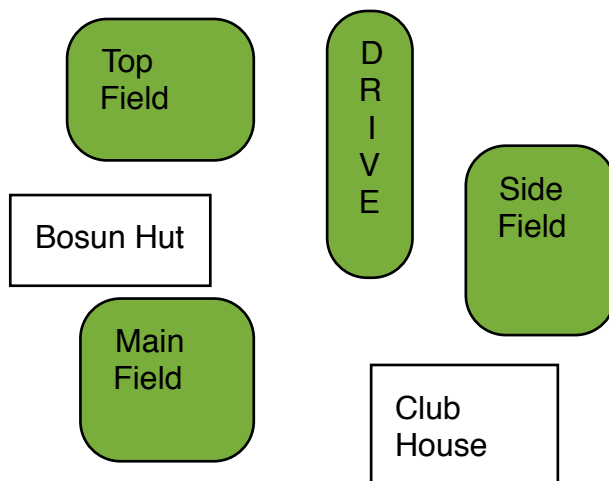 Top
Field
D
R
I
V
E
Side
Field
Bosun Hut
Main
Field
Club
House